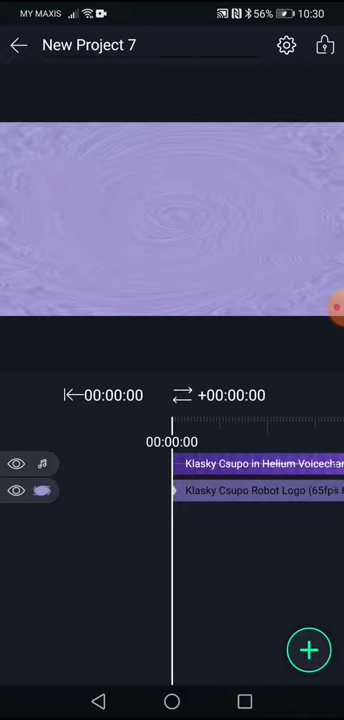 MY MAXIS 56% 10:30
New Project 7
00:00:00 +00:00:00
00:00:00
Klasky Csupo in Helium Voicechan
Klasky Csupo Robot Logo (65fps